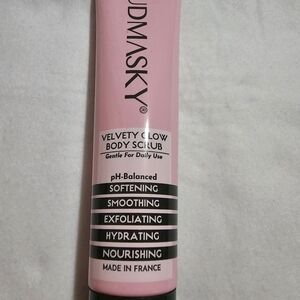 UDMASKY®
VELVETY GLOW
BODY SCRUB
Gentle For Daily Use
pH-Balanced
SOFTENING
SMOOTHING
EXFOLIATING
HYDRATING
NOURISHING
MADE IN FRANCE